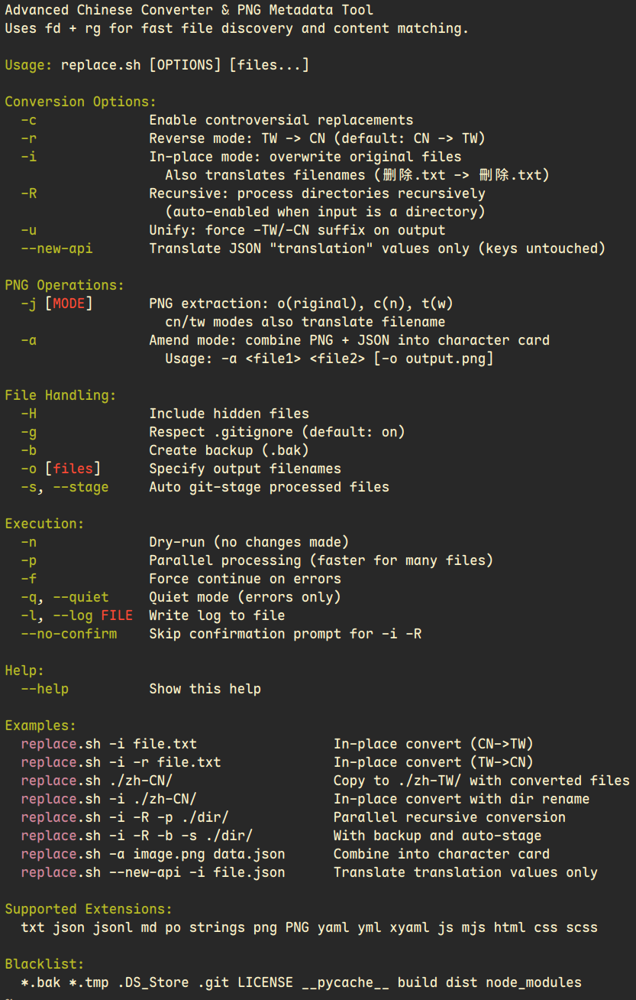 Advanced Chinese Converter & PNG Metadata Tool
Uses fd + rg for fast file discovery and content matching.
Usage: replace.sh [OPTIONS] [files...]
Conversion Options:
-c Enable controversial replacements
-r Reverse mode: TW -> CN (default: CN -> TW)
-i In-place mode: overwrite original files
Also translates filenames (删除.txt -> 刪除.txt)
-R Recursive: process directories recursively
(auto-enabled when input is a directory)
-u Unify: force -TW/-CN suffix on output
--new-api Translate JSON "translation" values only (keys untouched)
PNG Operations:
-j [MODE] PNG extraction: o(riginal), c(n), t(w)
cn/tw modes also translate filename
-a Amend mode: combine PNG + JSON into character card
Usage: -a <file1> <file2> [-o output.png]
File Handling:
-H Include hidden files
-g Respect .gitignore (default: on)
-b Create backup (.bak)
-o [files] Specify output filenames
-s, --stage Auto git-stage processed files
Execution:
-n Dry-run (no changes made)
-p Parallel processing (faster for many files)
-f Force continue on errors
-q, --quiet Quiet mode (errors only)
-l, --log FILE Write log to file
--no-confirm Skip confirmation prompt for -i -R
Help:
--help Show this help
Examples:
replace.sh -i file.txt In-place convert (CN->TW)
replace.sh -i -r file.txt In-place convert (TW->CN)
replace.sh ./zh-CN/ Copy to ./zh-TW/ with converted files
replace.sh -i ./zh-CN/ In-place convert with dir rename
replace.sh -i -R -p ./dir/ Parallel recursive conversion
replace.sh -i -R -b -s ./dir/ With backup and auto-stage
replace.sh -a image.png data.json Combine into character card
replace.sh --new-api -i file.json Translate translation values only
Supported Extensions:
txt json jsonl md po strings png PNG yaml yml xyaml js mjs html css scss
Blacklist:
*.bak *.tmp .DS_Store .git LICENSE __pycache__ build dist node_modules